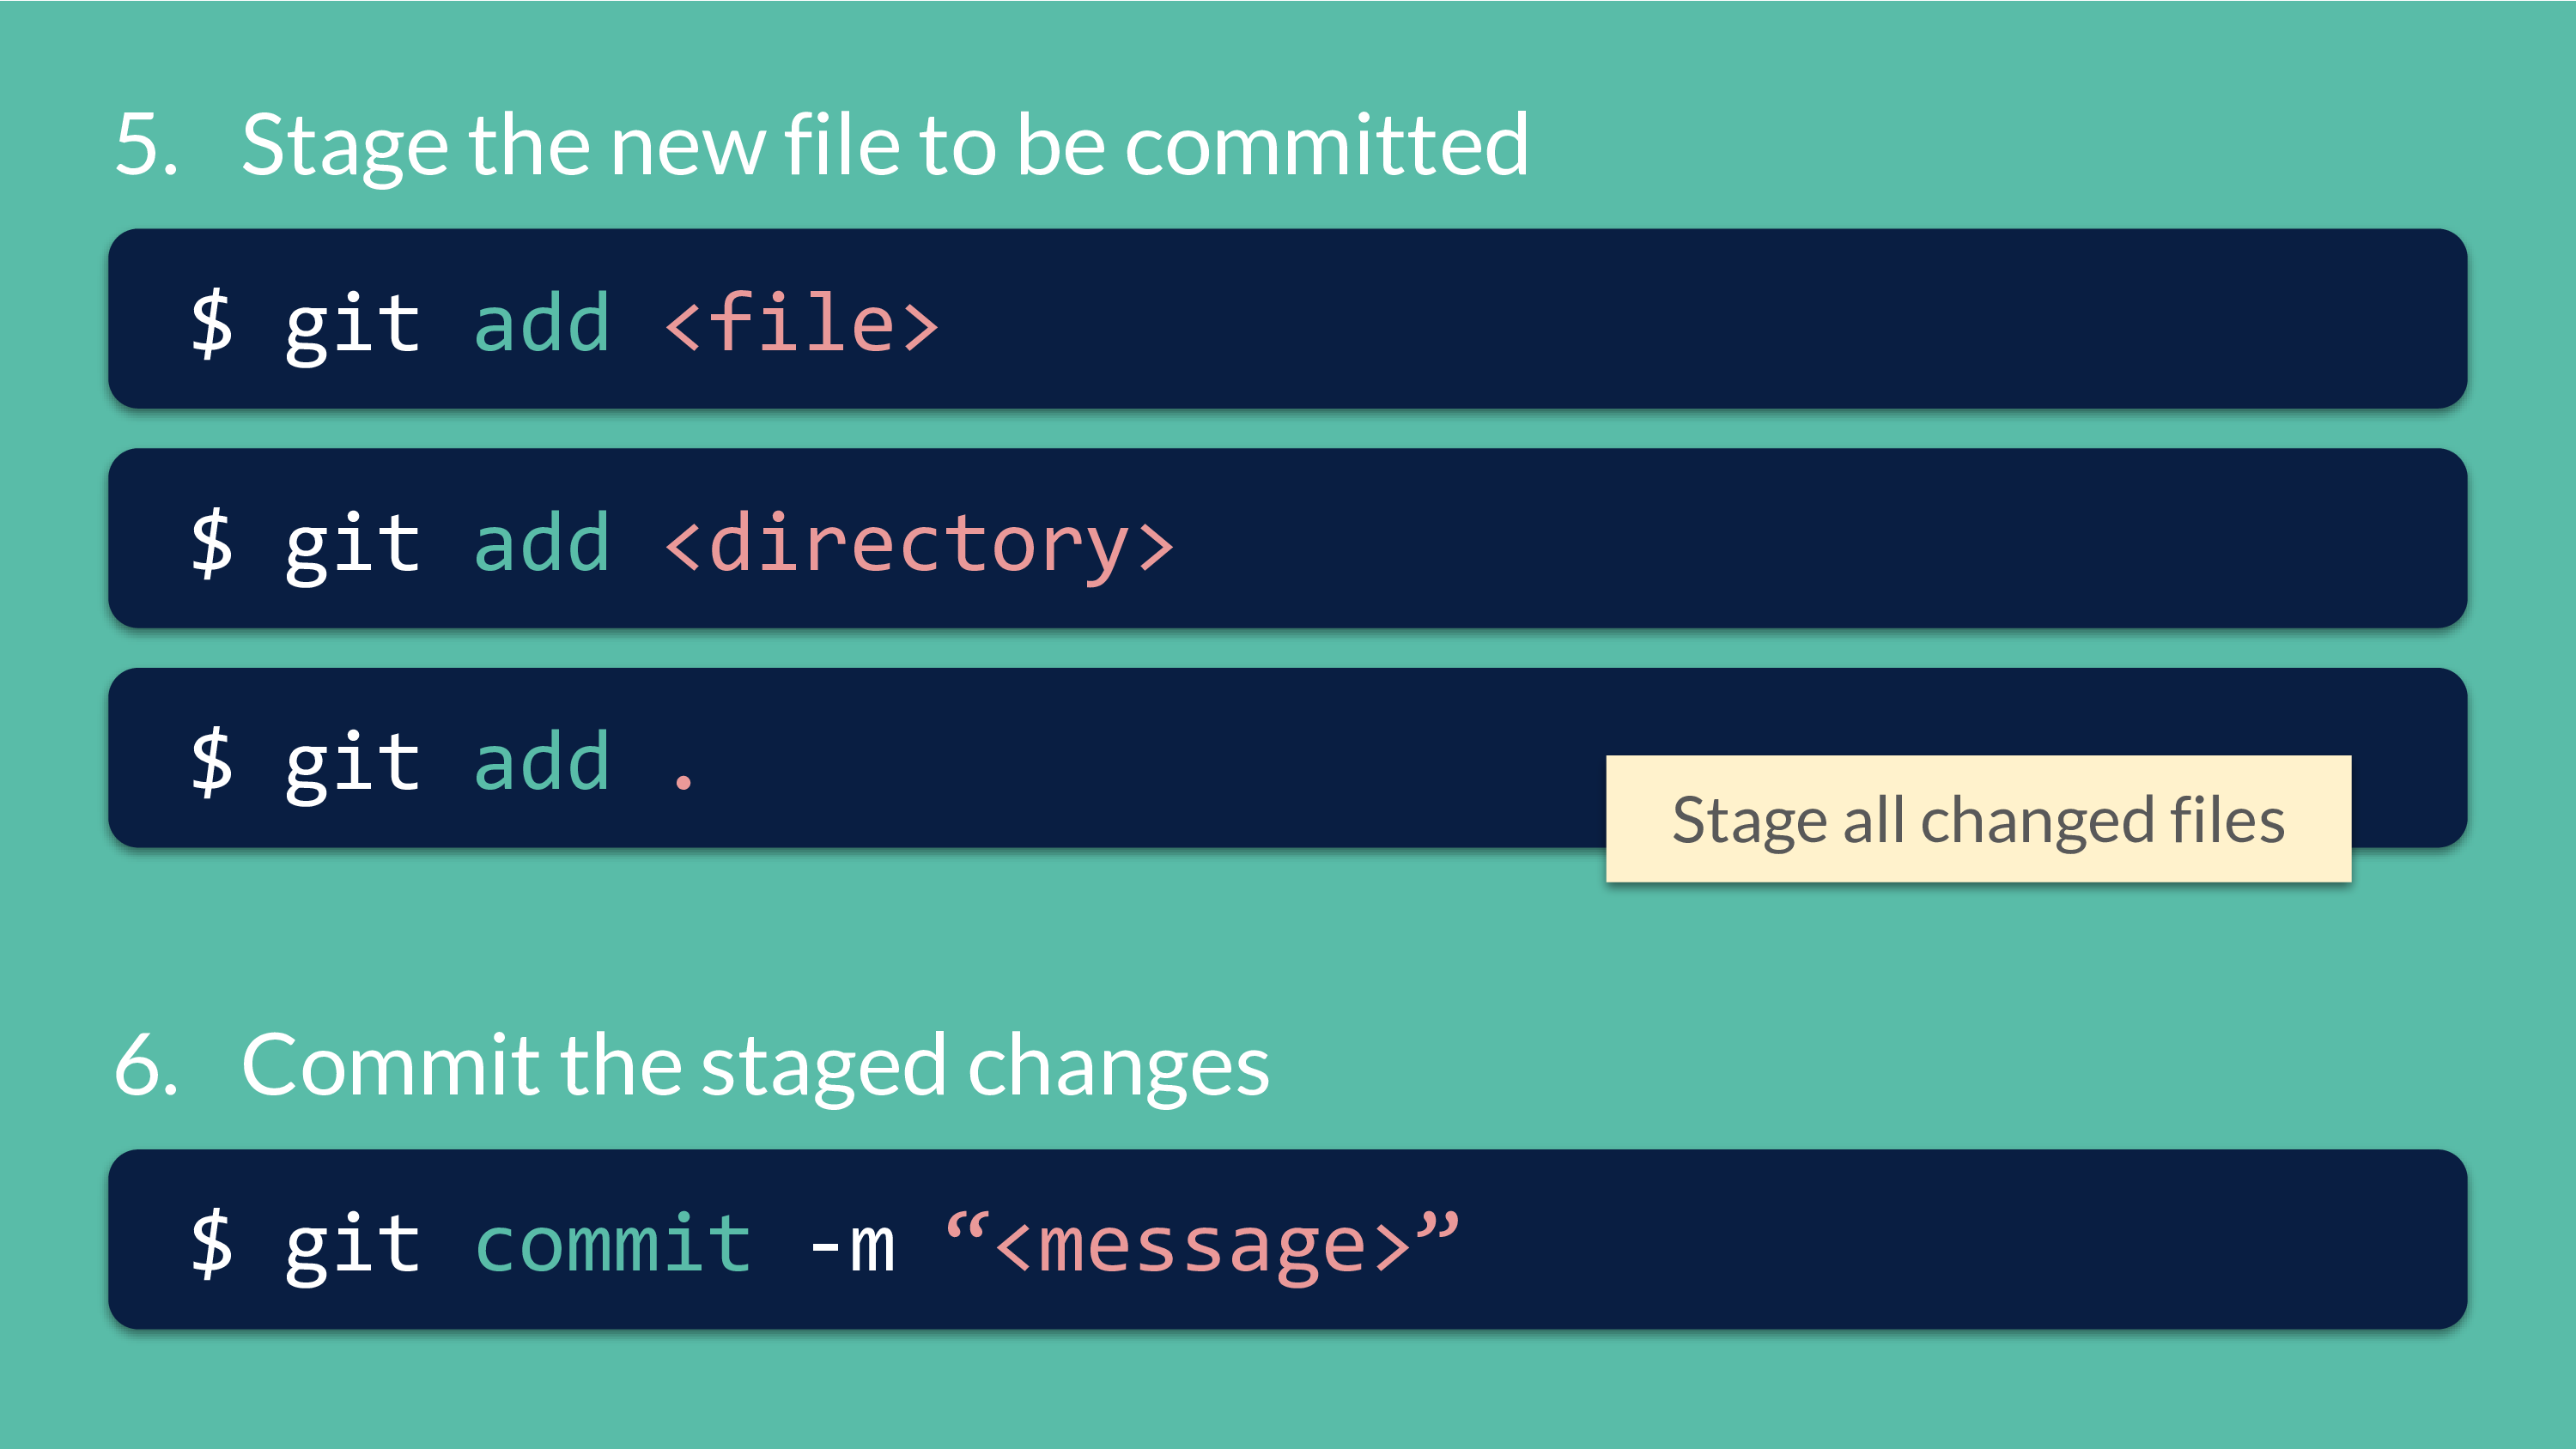 5. Stage the new file to be committed
$ git add <file>
$ git add <directory>
$ git add .
Stage all changed files
6. Commit the staged changes
$ git commit -m “<message>”